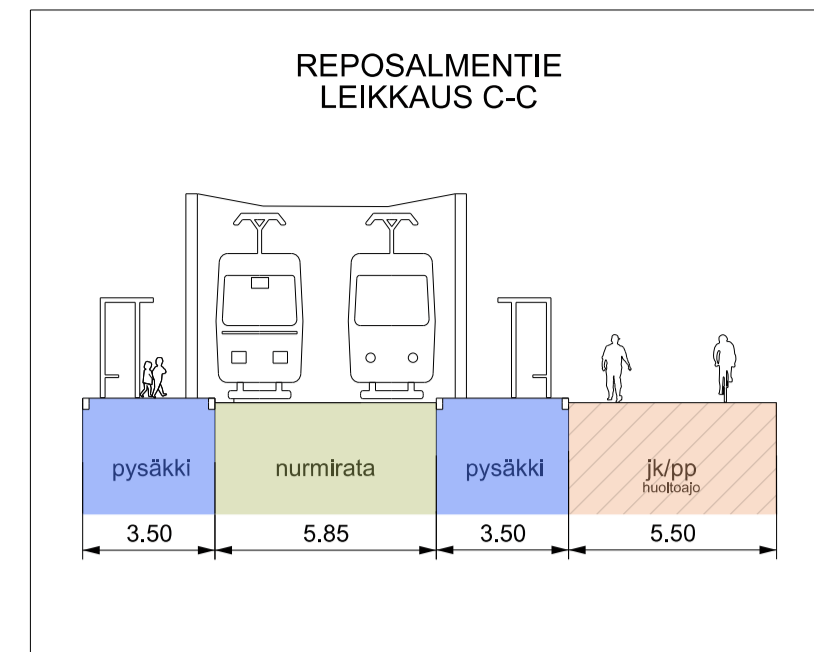 REPOSALMENTIE
LEIKKAUS C-C
pysäkki
nurmirata
pysäkki
jk/pp
huoltoajo
3.50
5.85
3.50
5.50